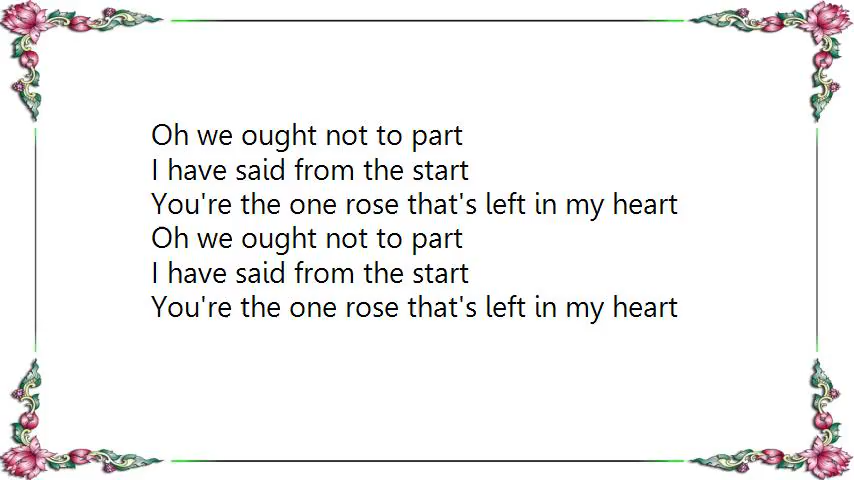 Oh we ought not to part
I have said from the start
You're the one rose that's left in my heart
Oh we ought not to part
I have said from the start
You're the one rose that's left in my heart